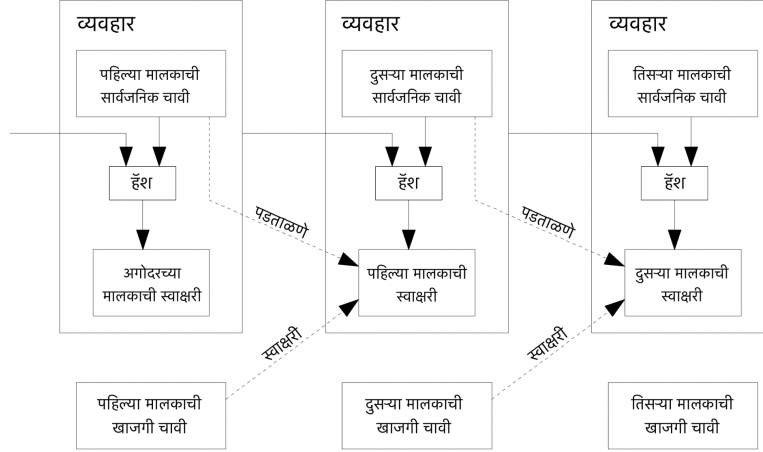 व्यवहार
पहिल्या मालकाची
सार्वजनिक चावी
हॅश
अगोदरच्या
मालकाची स्वाक्षरी
व्यवहार
दुसऱ्या मालकाची
सार्वजनिक चावी
हॅश
पहिल्या मालकाची
स्वाक्षरी
व्यवहार
तिसऱ्या मालकाची
सार्वजनिक चावी
हॅश
दुसऱ्या मालकाची
स्वाक्षरी
पडताळणे
पडताळणे
स्वाक्षरी
स्वाक्षरी
पहिल्या मालकाची
खाजगी चावी
दुसऱ्या मालकाची
खाजगी चावी
तिसऱ्या मालकाची
खाजगी चावी